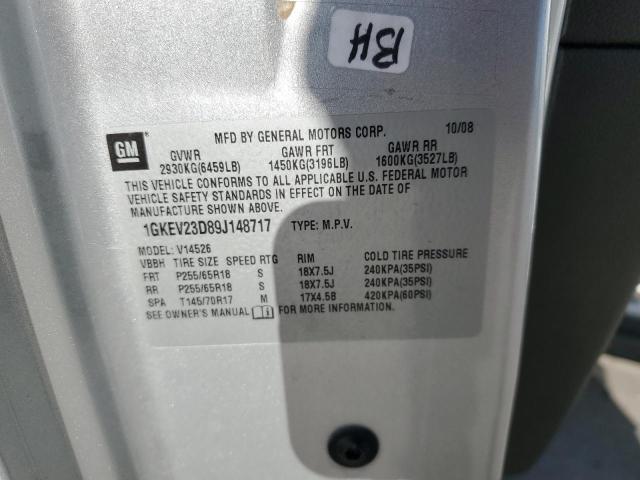 BH
GM
MFD BY GENERAL MOTORS CORP. 10/08
GVWR GAWR FRT GAWR RR
2930KG(6459LB) 1450KG(3196LB) 1600KG(3527LB)
THIS VEHICLE CONFORMS TO ALL APPLICABLE U.S. FEDERAL MOTOR
VEHICLE SAFETY STANDARDS IN EFFECT ON THE DATE OF
MANUFACTURE SHOWN ABOVE.
1GKEV23D89J148717 TYPE: M.P.V.
MODEL: V14526
VBBH TIRE SIZE SPEED RTG RIM COLD TIRE PRESSURE
FRT P255/65R18 S 18X7.5J 240KPA(35PSI)
RR P255/65R18 S 18X7.5J 240KPA(35PSI)
SPA T145/70R17 M 17X4.5B 420KPA(60PSI)
SEE OWNER'S MANUAL FOR MORE INFORMATION.